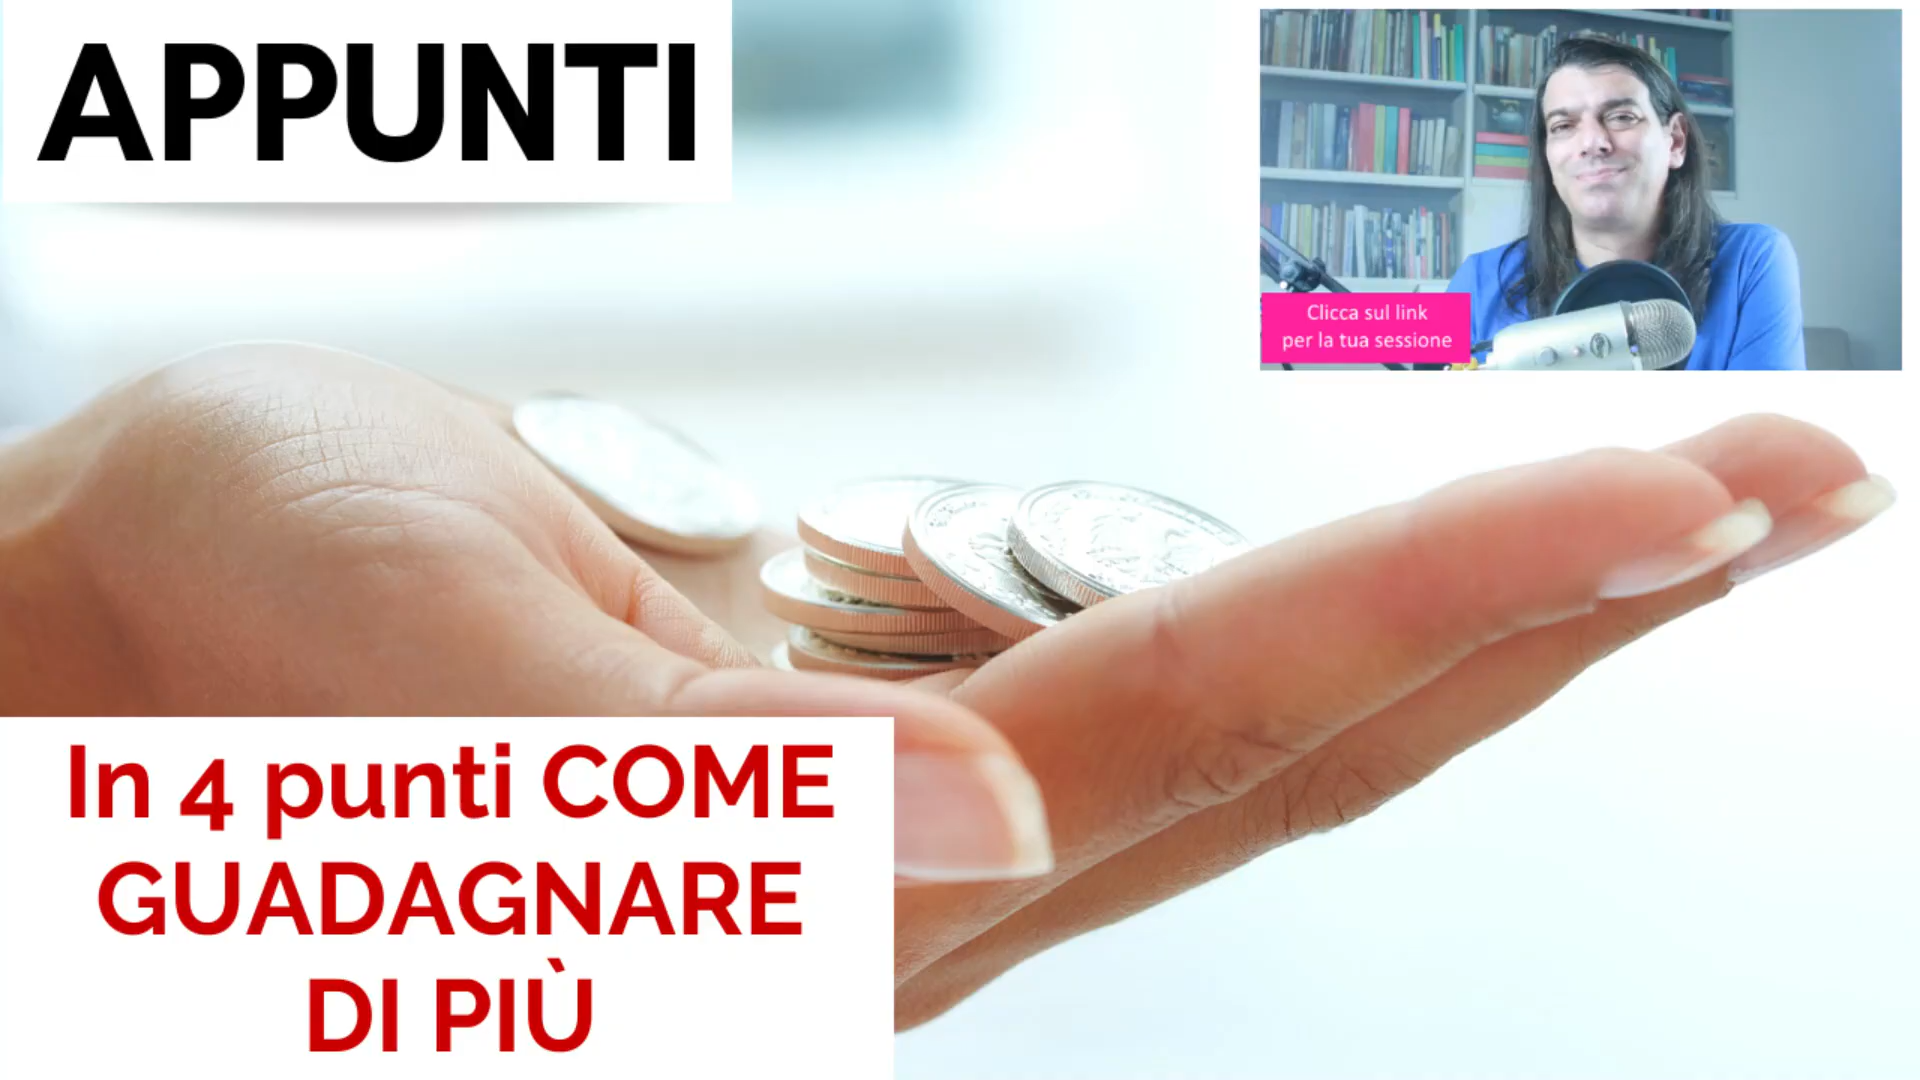 APPUNTI
Clicca sul link
per la tua sessione
In 4 punti COME
GUADAGNARE
DI PIÙ